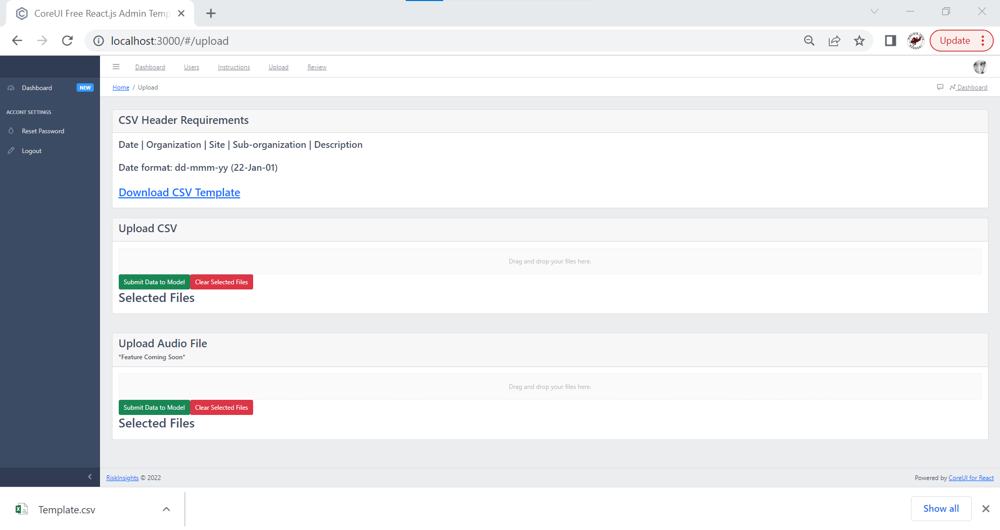 CoreUI Free React.js Admin Temp
localhost:3000/#/upload
Update
Dashboard Users Instructions Upload Review
Dashboard NEW
Home / Upload
Dashboard
ACCONT SETTINGS
Reset Password
Logout
CSV Header Requirements
Date | Organization | Site | Sub-organization | Description
Date format: dd-mmm-yy (22-Jan-01)
Download CSV Template
Upload CSV
Drag and drop your files here.
Submit Data to Model Clear Selected Files
Selected Files
Upload Audio File
*Feature Coming Soon*
Drag and drop your files here.
Submit Data to Model Clear Selected Files
Selected Files
RiskInsights © 2022
Powered by CoreUI for React
Template.csv
Show all